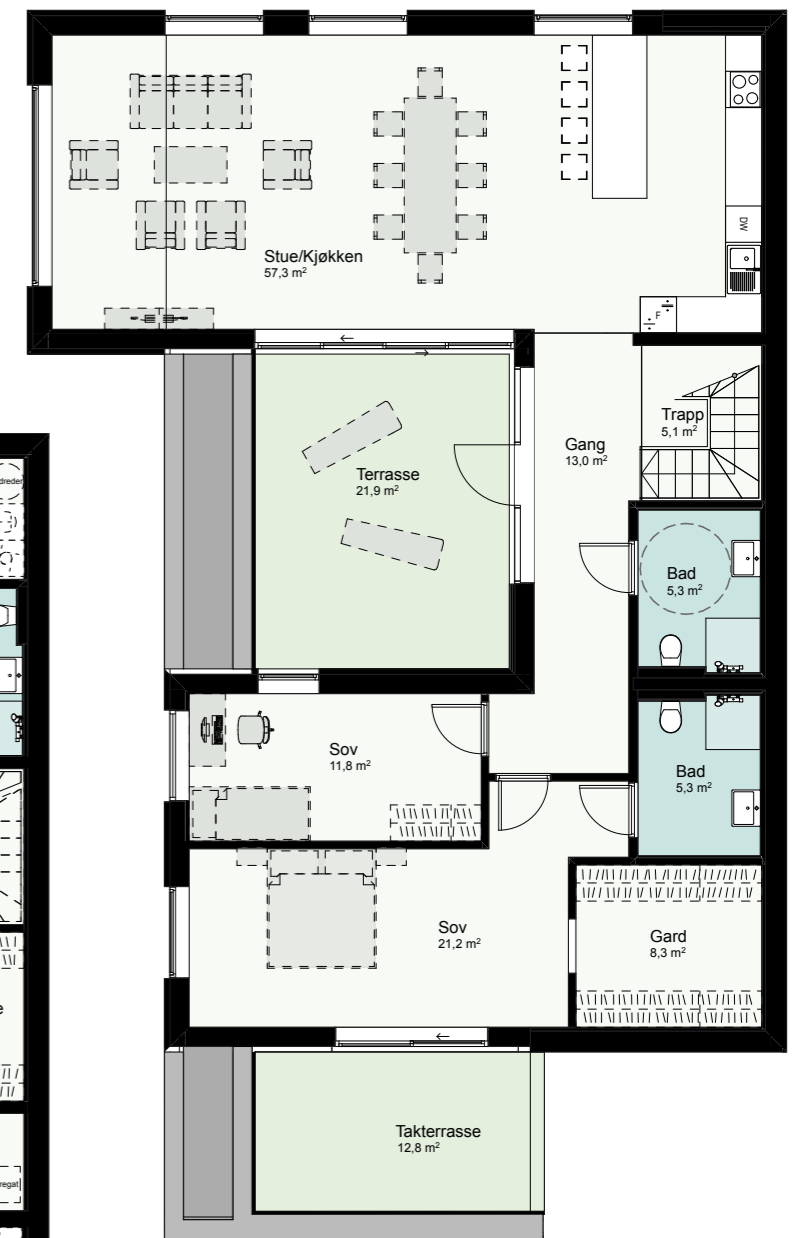 Stue/Kjøkken
57,3 m²
DW
F
Trapp
5,1 m²
Gang
13,0 m²
Terrasse
21,9 m²
Bad
5,3 m²
Sov
11,8 m²
Bad
5,3 m²
Sov
21,2 m²
Gard
8,3 m²
Takterrasse
12,8 m²